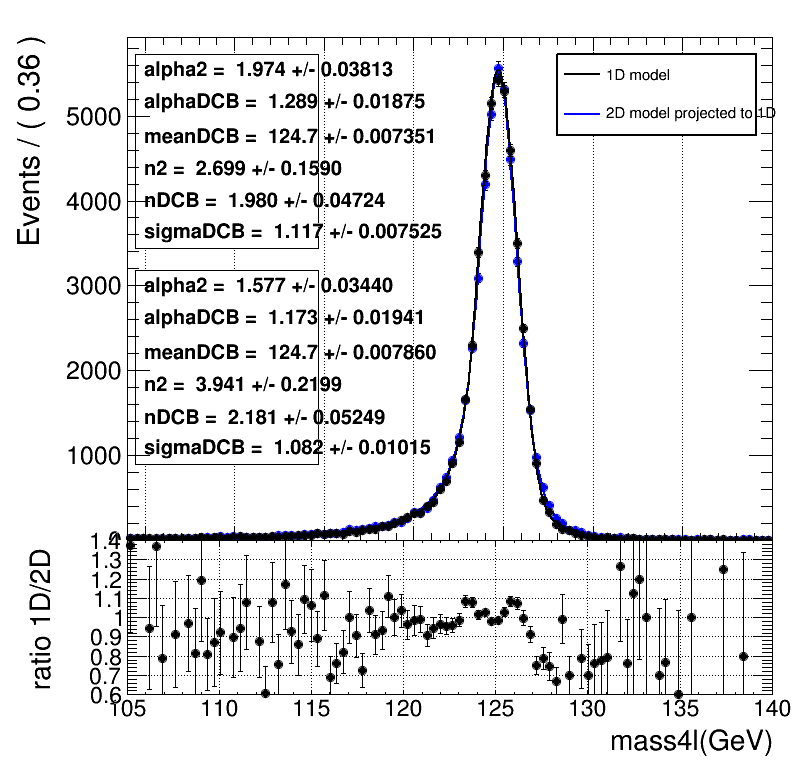 Events / ( 0.36 )
5000
4000
3000
2000
1000
0
alpha2 = 1.974 +/- 0.03813
alphaDCB = 1.289 +/- 0.01875
meanDCB = 124.7 +/- 0.007351
n2 = 2.699 +/- 0.1590
nDCB = 1.980 +/- 0.04724
sigmaDCB = 1.117 +/- 0.007525
alpha2 = 1.577 +/- 0.03440
alphaDCB = 1.173 +/- 0.01941
meanDCB = 124.7 +/- 0.007860
n2 = 3.941 +/- 0.2199
nDCB = 2.181 +/- 0.05249
sigmaDCB = 1.082 +/- 0.01015
1D model
2D model projected to 1D
ratio 1D/2D
1.4
1.3
1.2
1.1
1
0.9
0.8
0.7
0.6
105 110 115 120 125 130 135 140
mass4l(GeV)